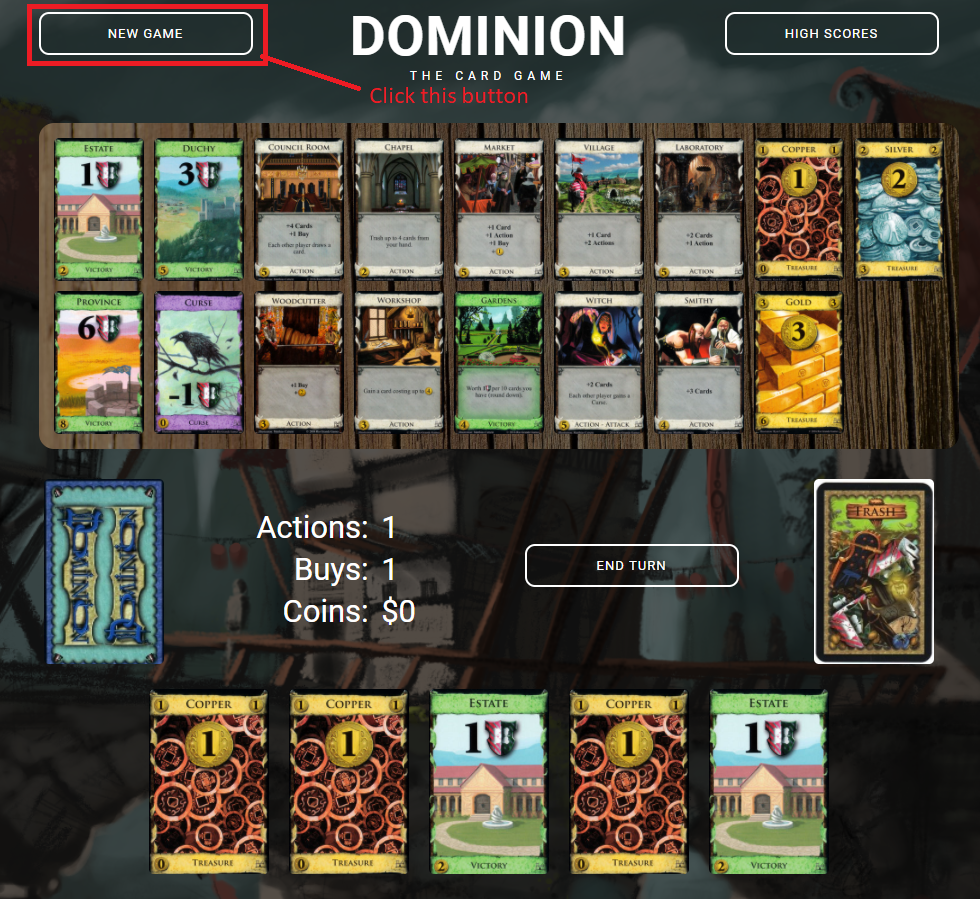 NEW GAME
DOMINION
HIGH SCORES
THE CARD GAME
Click this button
ESTATE
1
2
VICTORY
DUCHY
3
5
VICTORY
COUNCIL ROOM
+4 Cards
+1 Buy
Each other player draws a
card.
5
ACTION
CHAPEL
Trash up to 4 cards from
your hand.
2
ACTION
MARKET
+1 Card
+1 Action
+1 Buy
+1
5
ACTION
VILLAGE
+1 Card
+2 Actions
3
ACTION
LABORATORY
+2 Cards
+1 Action
5
ACTION
1 COPPER 1
1
0
TREASURE
2 SILVER 2
2
3
TREASURE
PROVINCE
6
8
VICTORY
CURSE
-1
0
CURSE
WOODCUTTER
+1 Buy
3
ACTION
WORKSHOP
Gain a card costing up to
3
ACTION
GARDENS
Worth 1 per 10 cards you
have (round down).
4
VICTORY
WITCH
+2 Cards
Each other player gains a
Curse.
5
ACTION - ATTACK
SMITHY
+3 Cards
4
ACTION
3 GOLD 3
3
6
TREASURE
DOMINION
DOMINION
Actions: 1
Buys: 1
Coins: $0
END TURN
TRASH
1 COPPER 1
1
0
TREASURE
1 COPPER 1
1
0
TREASURE
ESTATE
1
2
VICTORY
1 COPPER 1
1
0
TREASURE
ESTATE
1
2
VICTORY